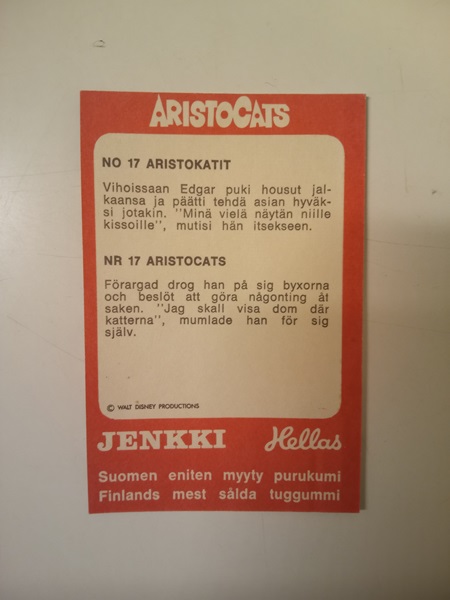 ARISTOCATS
NO 17 ARISTOKATIT
Vihoissaan Edgar puki housut jal-
kaansa ja päätti tehdä asian hyväk-
si jotakin. "Minä vielä näytän niille
kissoille", mutisi hän itsekseen.
NR 17 ARISTOCATS
Förargad drog han på sig byxorna
och beslöt att göra någonting åt
saken. "Jag skall visa dom där
katterna", mumlade han för sig
själv.
© WALT DISNEY PRODUCTIONS
JENKKI Hellas
Suomen eniten myyty purukumi
Finlands mest sålda tuggummi